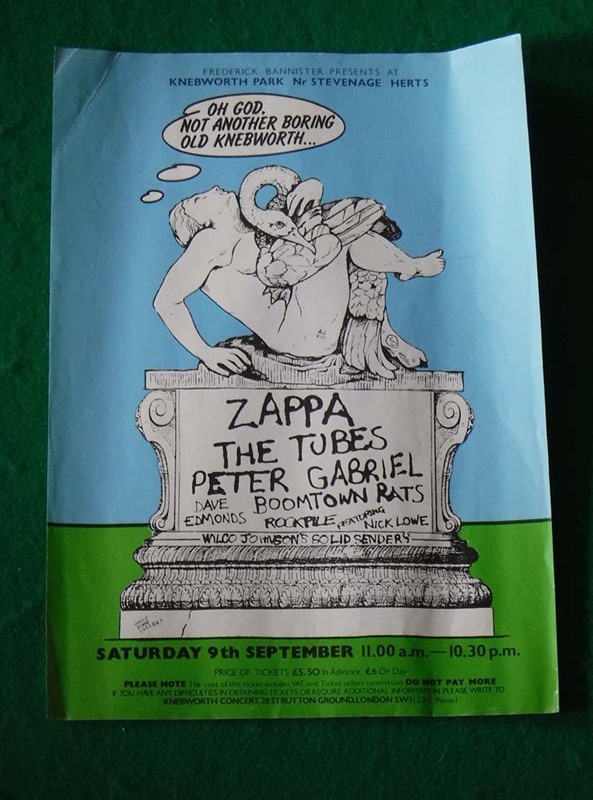 FREDERICK BANNISTER PRESENTS AT
KNEBWORTH PARK Nr STEVENAGE HERTS
OH GOD,
NOT ANOTHER BORING
OLD KNEBWORTH...
ZAPPA
THE TUBES
PETER GABRIEL
DAVE EDMONDS
BOOMTOWN RATS
ROCKPILE FEATURING NICK LOWE
WILCO JOHNSON'S SOLID SENDERS
SATURDAY 9th SEPTEMBER 11.00 a.m.—10.30 p.m.
PRICE OF TICKETS £5.50 In Advance, £6 On Day
PLEASE NOTE The cost of this ticket includes VAT and Ticket sellers commission DO NOT PAY MORE
IF YOU HAVE ANY DIFFICULTIES IN OBTAINING TICKETS OR REQUIRE ADDITIONAL INFORMATION PLEASE WRITE TO
KNEBWORTH CONCERT, 28 STRUTTON GROUND, LONDON S.W.1 (S.A.E. Please)